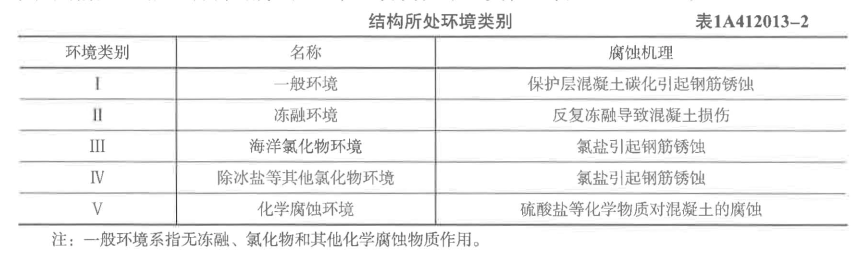 结构所处环境类别 表1A412013-2
环境类别 名称 腐蚀机理
I 一般环境 保护层混凝土碳化引起钢筋锈蚀
II 冻融环境 反复冻融导致混凝土损伤
III 海洋氯化物环境 氯盐引起钢筋锈蚀
IV 除冰盐等其他氯化物环境 氯盐引起钢筋锈蚀
V 化学腐蚀环境 硫酸盐等化学物质对混凝土的腐蚀
注：一般环境系指无冻融、氯化物和其他化学腐蚀物质作用。